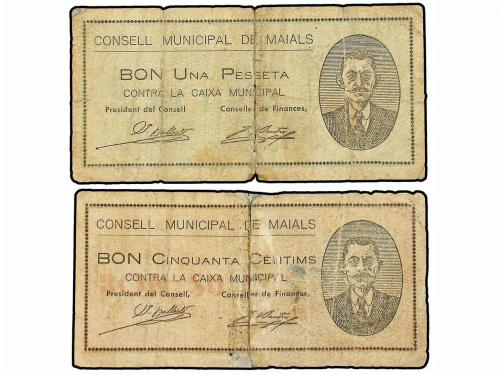 CONSELL MUNICIPAL DE MAIALS
BON UNA PESSETA
CONTRA LA CAIXA MUNICIPAL
President del Consell Conseller de Finances,
CONSELL MUNICIPAL DE MAIALS
BON CINQUANTA CÈNTIMS
CONTRA LA CAIXA MUNICIPAL
President del Consell, Conseller de Finances,